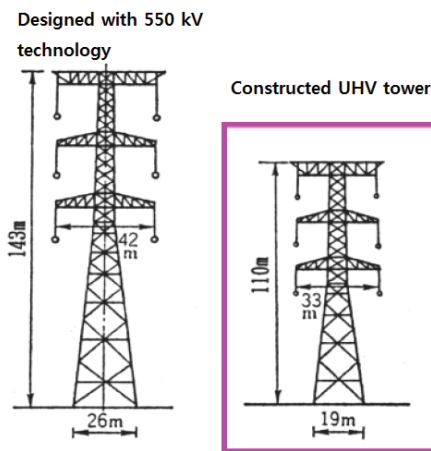 Designed with 550 kV
technology
Constructed UHV tower
143m
42
m
26m
110m
33
m
19m